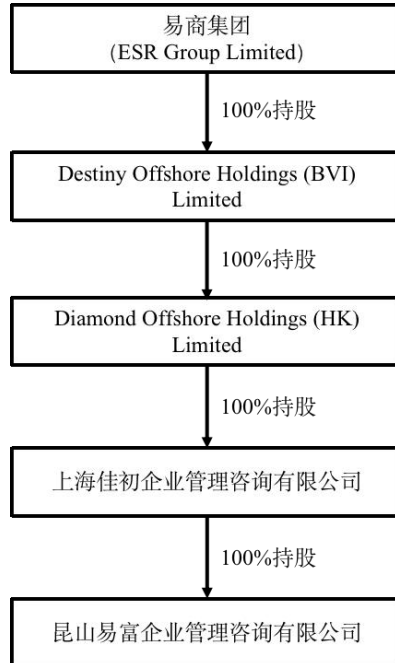 易商集团
(ESR Group Limited)
100%持股
Destiny Offshore Holdings (BVI)
Limited
100%持股
Diamond Offshore Holdings (HK)
Limited
100%持股
上海佳初企业管理咨询有限公司
100%持股
昆山易富企业管理咨询有限公司